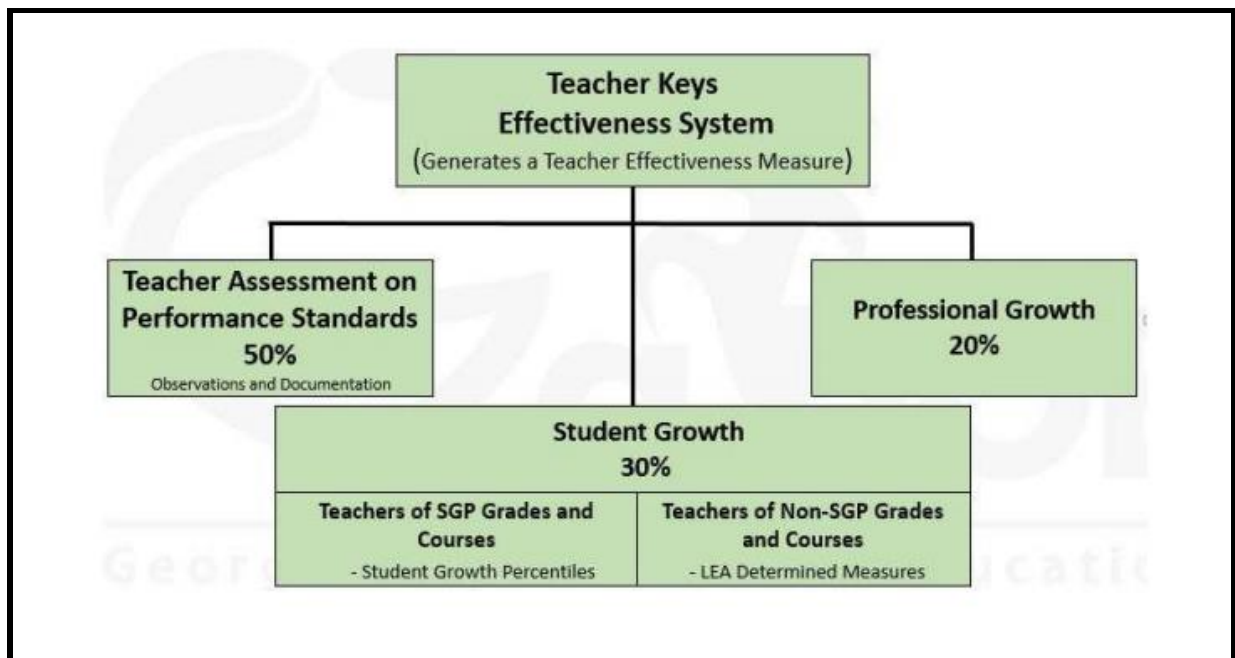 Teacher Keys
Effectiveness System
(Generates a Teacher Effectiveness Measure)
Teacher Assessment on
Performance Standards
50%
Observations and Documentation
Professional Growth
20%
Student Growth
30%
Teachers of SGP Grades and
Courses
- Student Growth Percentiles
Teachers of Non-SGP Grades
and Courses
- LEA Determined Measures